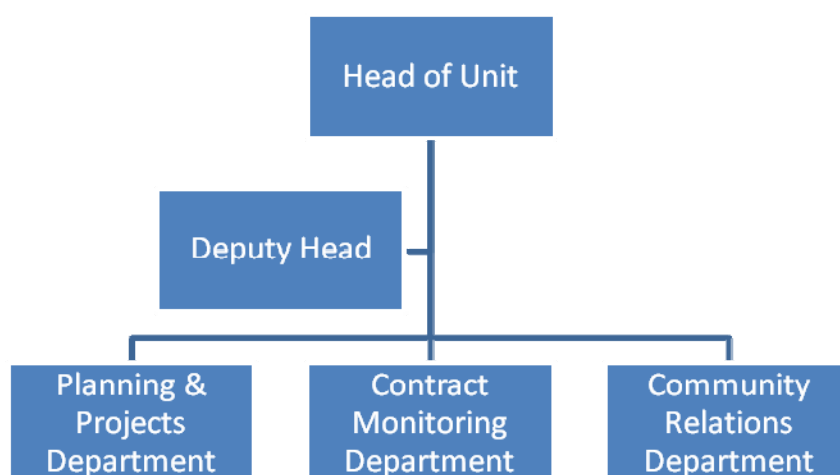 Head of Unit
Deputy Head
Planning &
Projects
Department
Contract
Monitoring
Department
Community
Relations
Department